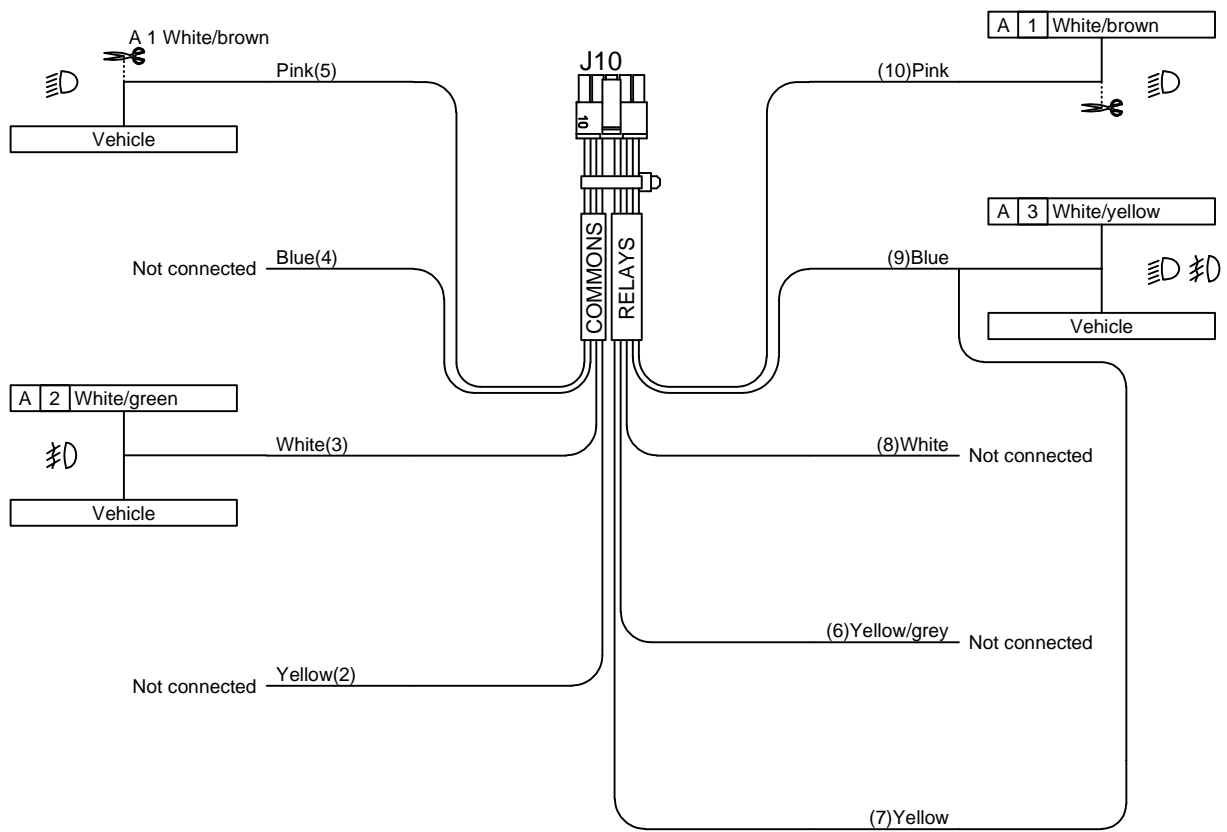 A 1 White/brown
Pink(5)
Vehicle
J10
10
(10)Pink
A 1 White/brown
Not connected Blue(4)
COMMONS
RELAYS
(9)Blue
A 3 White/yellow
Vehicle
A 2 White/green
White(3)
Vehicle
(8)White Not connected
(6)Yellow/grey Not connected
Not connected Yellow(2)
(7)Yellow